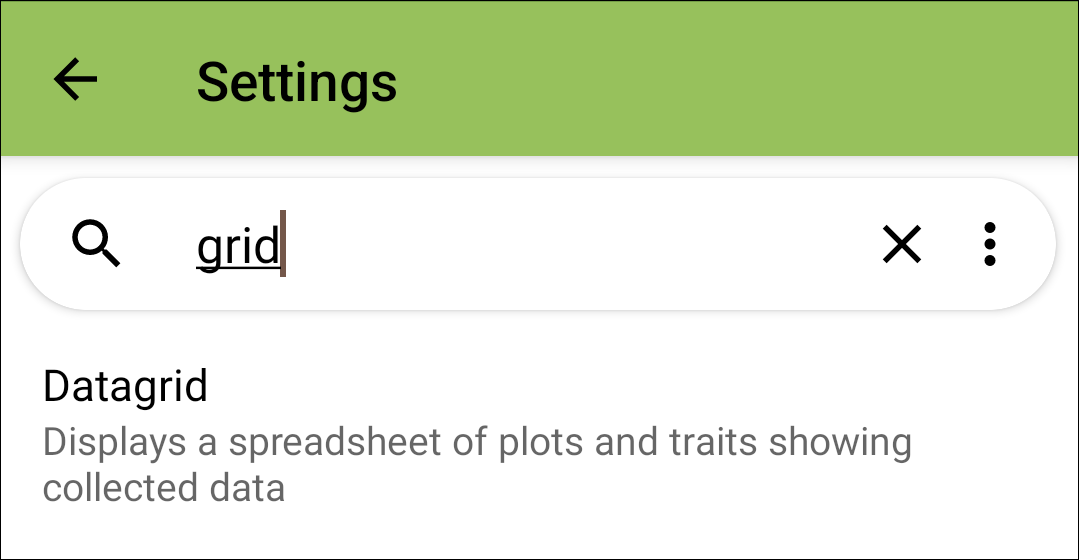 Settings
grid
Datagrid
Displays a spreadsheet of plots and traits showing
collected data